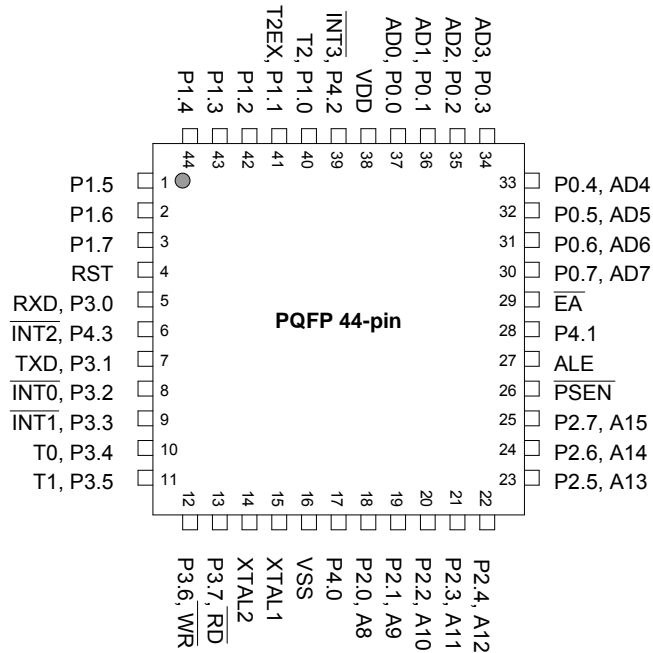 P1.4
P1.3
P1.2
T2EX, P1.1
T2, P1.0
INT3, P4.2
VDD
AD0, P0.0
AD1, P0.1
AD2, P0.2
AD3, P0.3
44
43
42
41
40
39
38
37
36
35
34
P1.5
1
P1.6
2
P1.7
3
RST
4
RXD, P3.0
5
INT2, P4.3
6
TXD, P3.1
7
INT0, P3.2
8
INT1, P3.3
9
T0, P3.4
10
T1, P3.5
11
PQFP 44-pin
33
P0.4, AD4
32
P0.5, AD5
31
P0.6, AD6
30
P0.7, AD7
29
EA
28
P4.1
27
ALE
26
PSEN
25
P2.7, A15
24
P2.6, A14
23
P2.5, A13
12
13
14
15
16
17
18
19
20
21
22
P3.6, WR
P3.7, RD
XTAL2
XTAL1
VSS
P4.0
P2.0, A8
P2.1, A9
P2.2, A10
P2.3, A11
P2.4, A12